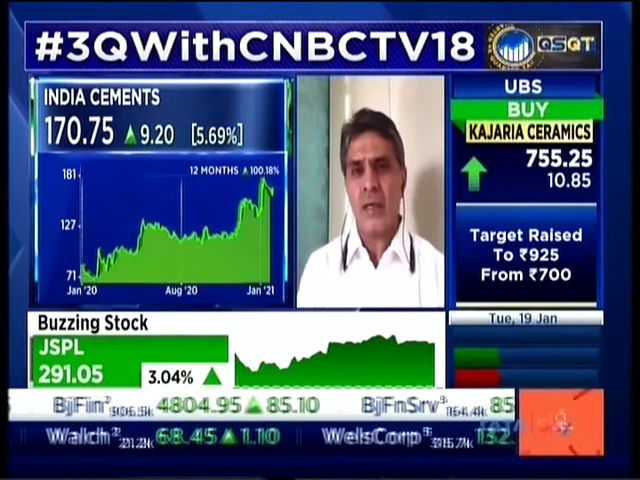 #3QWithCNBCTV18
QSQT
INDIA CEMENTS
170.75 ▲ 9.20 [5.69%]
12 MONTHS ▲ 100.18%
181
127
71
Jan '20 Aug '20 Jan '21
UBS
BUY
KAJARIA CERAMICS
755.25
10.85
Target Raised
To ₹925
From ₹700
Tue, 19 Jan
Buzzing Stock
JSPL
291.05
3.04% ▲
BjFin 4804.95 ▲ 85.10 BjFnSrv 85
Walch 68.45 ▲ 1.10 WelsCorp 132